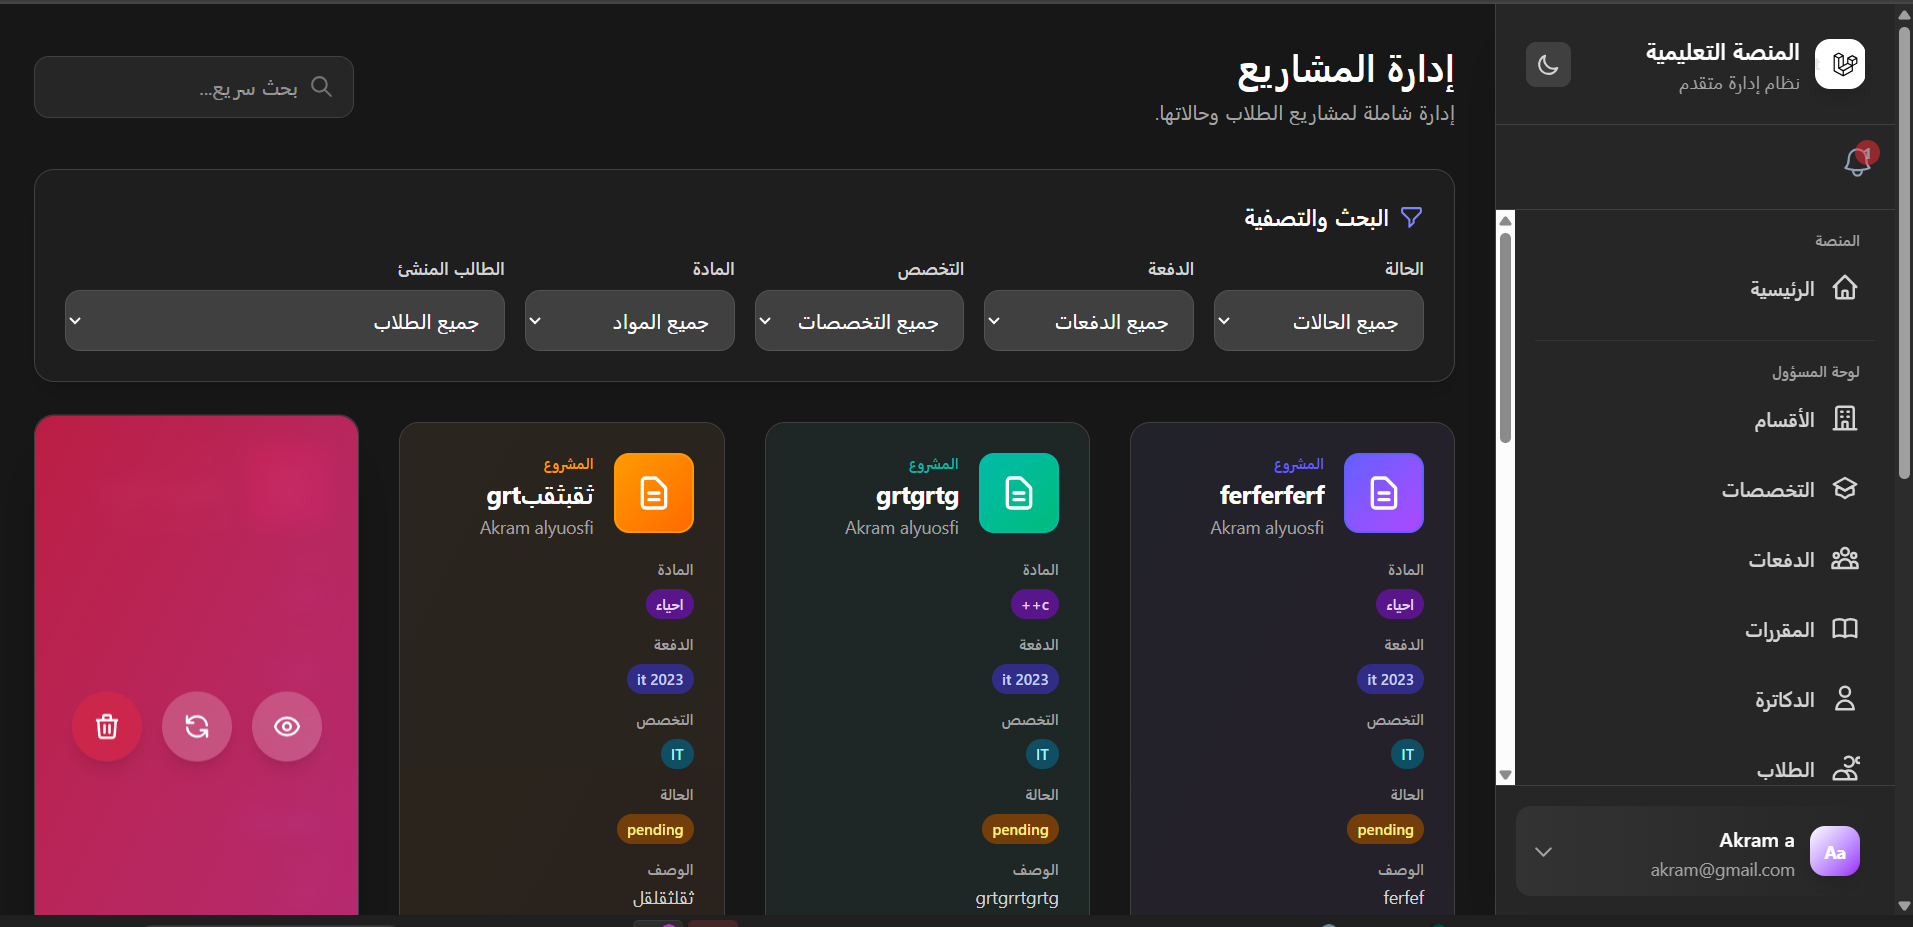 المنصة التعليمية
نظام إدارة متقدم
1
المنصة
الرئيسية
لوحة المسؤول
الأقسام
التخصصات
الدفعات
المقررات
الدكاترة
الطلاب
Aa
Akram a
akram@gmail.com
إدارة المشاريع
إدارة شاملة لمشاريع الطلاب وحالاتها.
بحث سريع...
البحث والتصفية
الحالة
جميع الحالات
الدفعة
جميع الدفعات
التخصص
جميع التخصصات
المادة
جميع المواد
الطالب المنشئ
جميع الطلاب
المشروع
ferferferf
Akram alyuosfi
المادة
احياء
الدفعة
it 2023
التخصص
IT
الحالة
pending
الوصف
ferfef
المشروع
grtgrtg
Akram alyuosfi
المادة
++c
الدفعة
it 2023
التخصص
IT
الحالة
pending
الوصف
grtgrrtgrtg
المشروع
ثقبثقبgrt
Akram alyuosfi
المادة
احياء
الدفعة
it 2023
التخصص
IT
الحالة
pending
الوصف
ثقلثقلقل